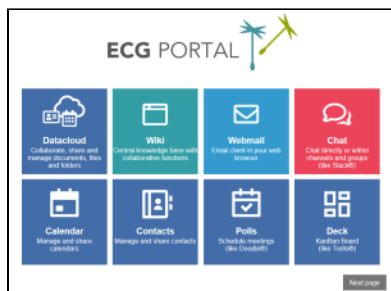 ECG PORTAL
Datacloud
Collaborate, share and
manage documents, files
and folders
Wiki
Central knowledge base with
collaborative functions
Webmail
Email client in your web
browser
Chat
Chat directly or within
channels and groups
(like Slack®)
Calendar
Manage and share
calendars
Contacts
Manage and share contacts
Polls
Schedule meetings
(like Doodle®)
Deck
KanBan Board
(like Trello®)
Next page